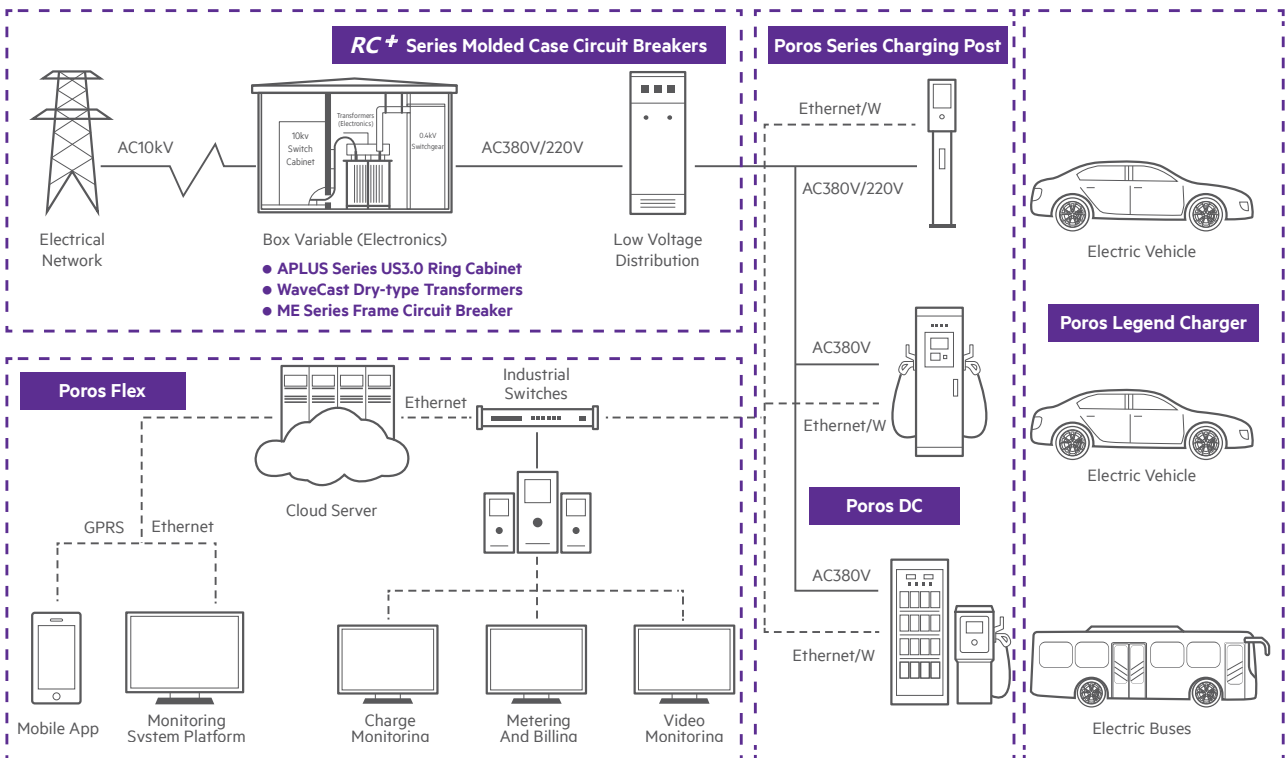 RC+ Series Molded Case Circuit Breakers
AC10kV
10kv
Switch
Cabinet
Transformers
(Electronics)
0.4kV
Switchgear
AC380V/220V
Electrical
Network
Box Variable (Electronics)
Low Voltage
Distribution
• APLUS Series US3.0 Ring Cabinet
• WaveCast Dry-type Transformers
• ME Series Frame Circuit Breaker
Poros Series Charging Post
Ethernet/W
AC380V/220V
AC380V
Ethernet/W
Poros DC
AC380V
Ethernet/W
Electric Vehicle
Poros Legend Charger
Electric Vehicle
Electric Buses
Poros Flex
Ethernet
Industrial
Switches
Cloud Server
GPRS
Ethernet
Mobile App
Monitoring
System Platform
Charge
Monitoring
Metering
And Billing
Video
Monitoring